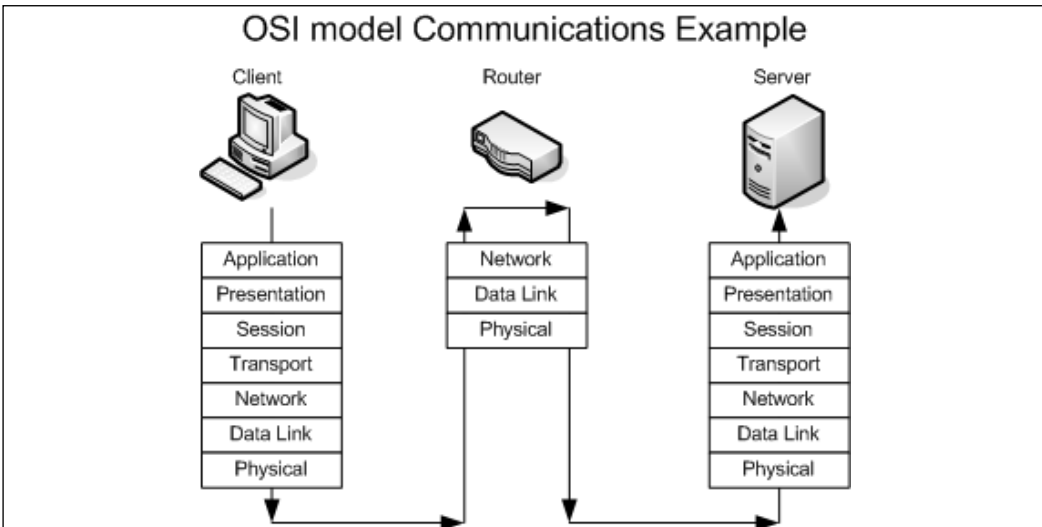 OSI model Communications Example
Client
Router
Server
Application
Presentation
Session
Transport
Network
Data Link
Physical
Network
Data Link
Physical
Application
Presentation
Session
Transport
Network
Data Link
Physical